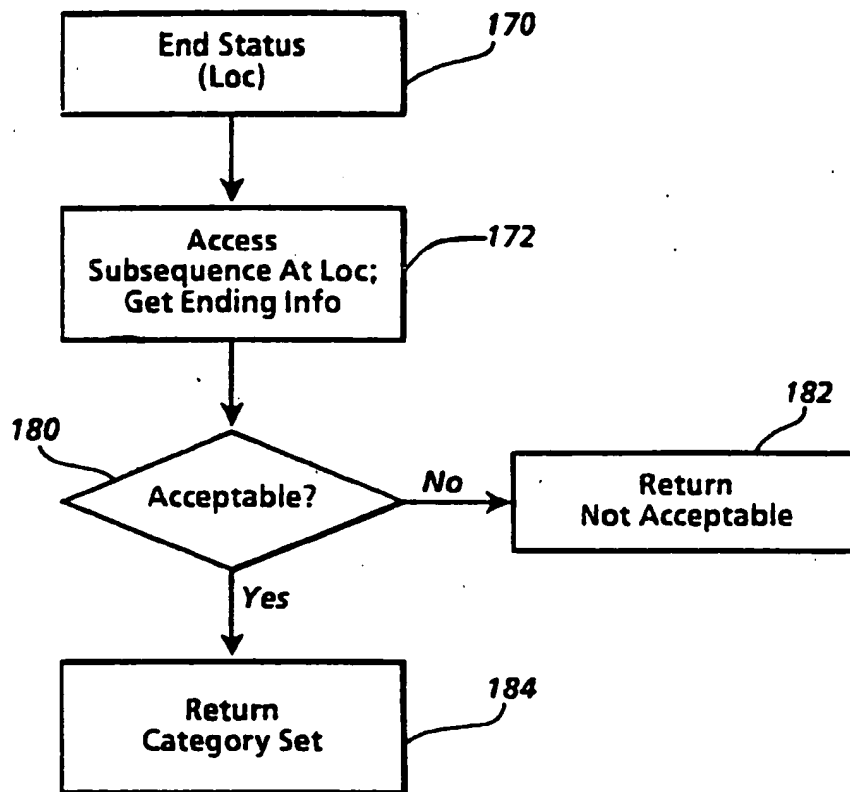 End Status
(Loc)
170
Access
Subsequence At Loc;
Get Ending Info
172
180
Acceptable?
No
182
Return
Not Acceptable
Yes
Return
Category Set
184